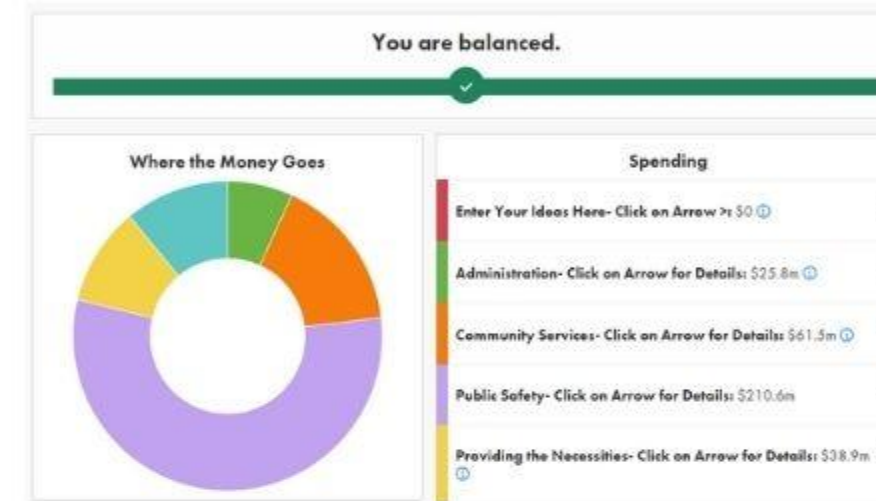 You are balanced.
Where the Money Goes
Spending
Enter Your Ideas Here- Click on Arrow >: $0
Administration- Click on Arrow for Details: $25.8m
Community Services- Click on Arrow for Details: $61.5m
Public Safety- Click on Arrow for Details: $210.6m
Providing the Necessities- Click on Arrow for Details: $38.9m